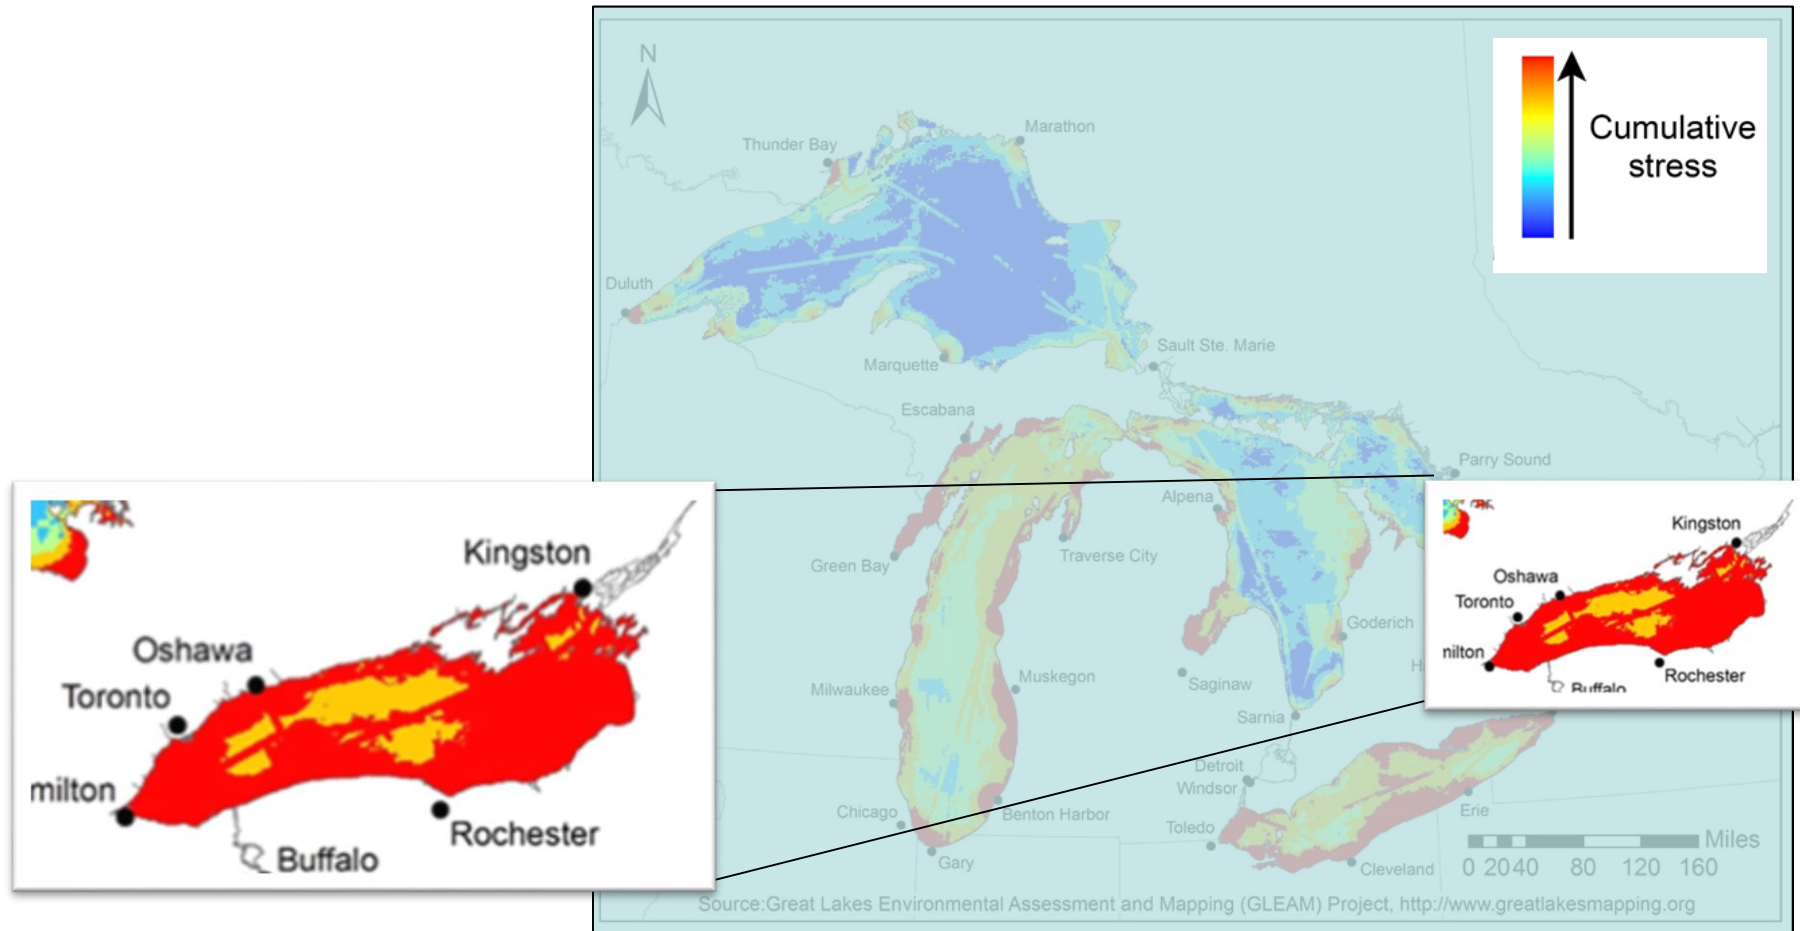 N
Cumulative
stress
Marathon
Thunder Bay
Duluth
Marquette
Sault Ste. Marie
Escabana
Parry Sound
Alpena
Green Bay
Traverse City
Goderich
H
Milwaukee
Muskegon
Saginaw
Sarnia
Detroit
Windsor
Chicago
Benton Harbor
Toledo
Erie
Gary
Cleveland
Miles
0 20 40 80 120 160
Source:Great Lakes Environmental Assessment and Mapping (GLEAM) Project, http://www.greatlakesmapping.org
Kingston
Oshawa
Toronto
milton
Rochester
Buffalo
Kingston
Oshawa
Toronto
nilton
Rochester
Buffalo